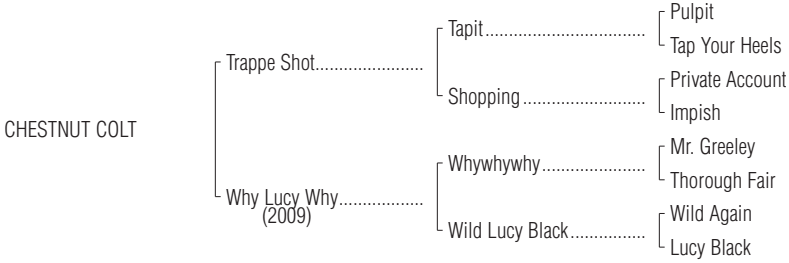 Pulpit
Tapit................................
Tap Your Heels
Trappe Shot......................
Private Account
Shopping........................
Impish
CHESTNUT COLT
Mr. Greeley
Whywhywhy....................
Thorough Fair
Why Lucy Why.................
(2009)
Wild Again
Wild Lucy Black...............
Lucy Black